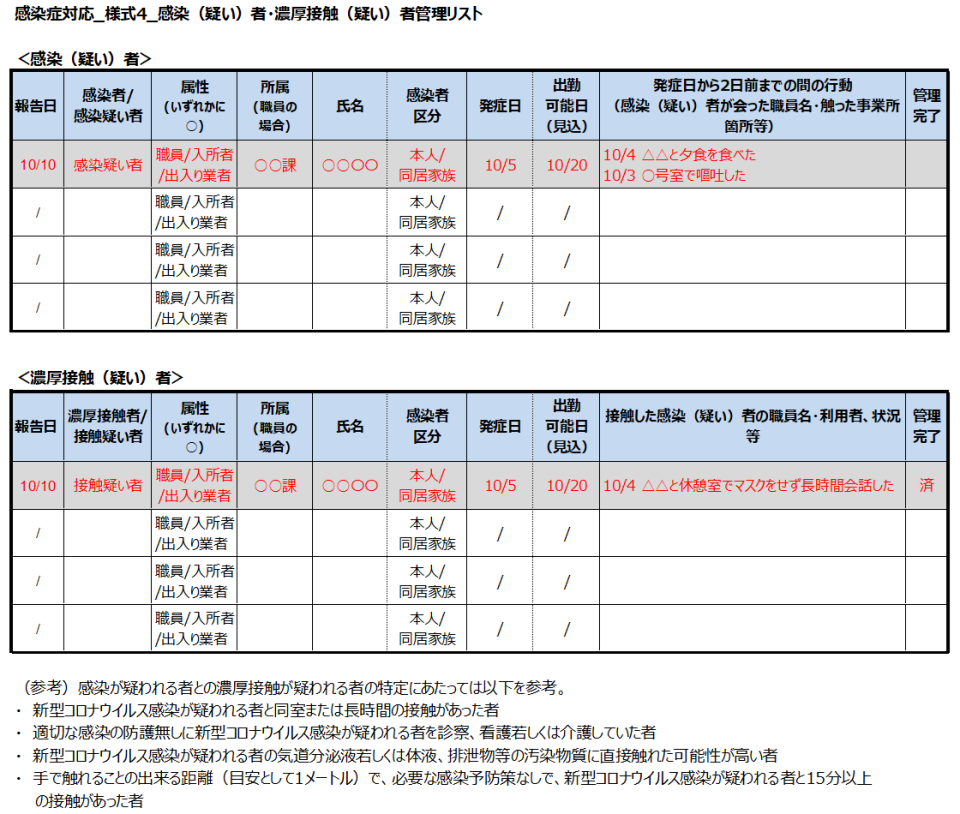 感染症対応_様式4_感染（疑い）者・濃厚接触（疑い）者管理リスト
＜感染（疑い）者＞
報告日 感染者/感染疑い者 属性（いずれかに○） 所属（職員の場合） 氏名 感染者区分 発症日 出勤可能日（見込） 発症日から2日前までの間の行動（感染（疑い）者が会った職員名・触った事業所箇所等） 管理完了
10/10 感染疑い者 職員/入所者/出入り業者 ○○課 ○○○○ 本人/同居家族 10/5 10/20 10/4 △△と夕食を食べた
10/3 ○号室で嘔吐した
/ 職員/入所者/出入り業者 本人/同居家族 / /
/ 職員/入所者/出入り業者 本人/同居家族 / /
/ 職員/入所者/出入り業者 本人/同居家族 / /
＜濃厚接触（疑い）者＞
報告日 濃厚接触者/接触疑い者 属性（いずれかに○） 所属（職員の場合） 氏名 感染者区分 発症日 出勤可能日（見込） 接触した感染（疑い）者の職員名・利用者、状況等 管理完了
10/10 接触疑い者 職員/入所者/出入り業者 ○○課 ○○○○ 本人/同居家族 10/5 10/20 10/4 △△と休憩室でマスクをせず長時間会話した 済
/ 職員/入所者/出入り業者 本人/同居家族 / /
/ 職員/入所者/出入り業者 本人/同居家族 / /
/ 職員/入所者/出入り業者 本人/同居家族 / /
（参考）感染が疑われる者との濃厚接触が疑われる者の特定にあたっては以下を参考。
・ 新型コロナウイルス感染が疑われる者と同室または長時間の接触があった者
・ 適切な感染の防護無しに新型コロナウイルス感染が疑われる者を診察、看護若しくは介護していた者
・ 新型コロナウイルス感染が疑われる者の気道分泌液若しくは体液、排泄物等の汚染物質に直接触れた可能性が高い者
・ 手で触れることの出来る距離（目安として1メートル）で、必要な感染予防策なしで、新型コロナウイルス感染が疑われる者と15分以上
の接触があった者